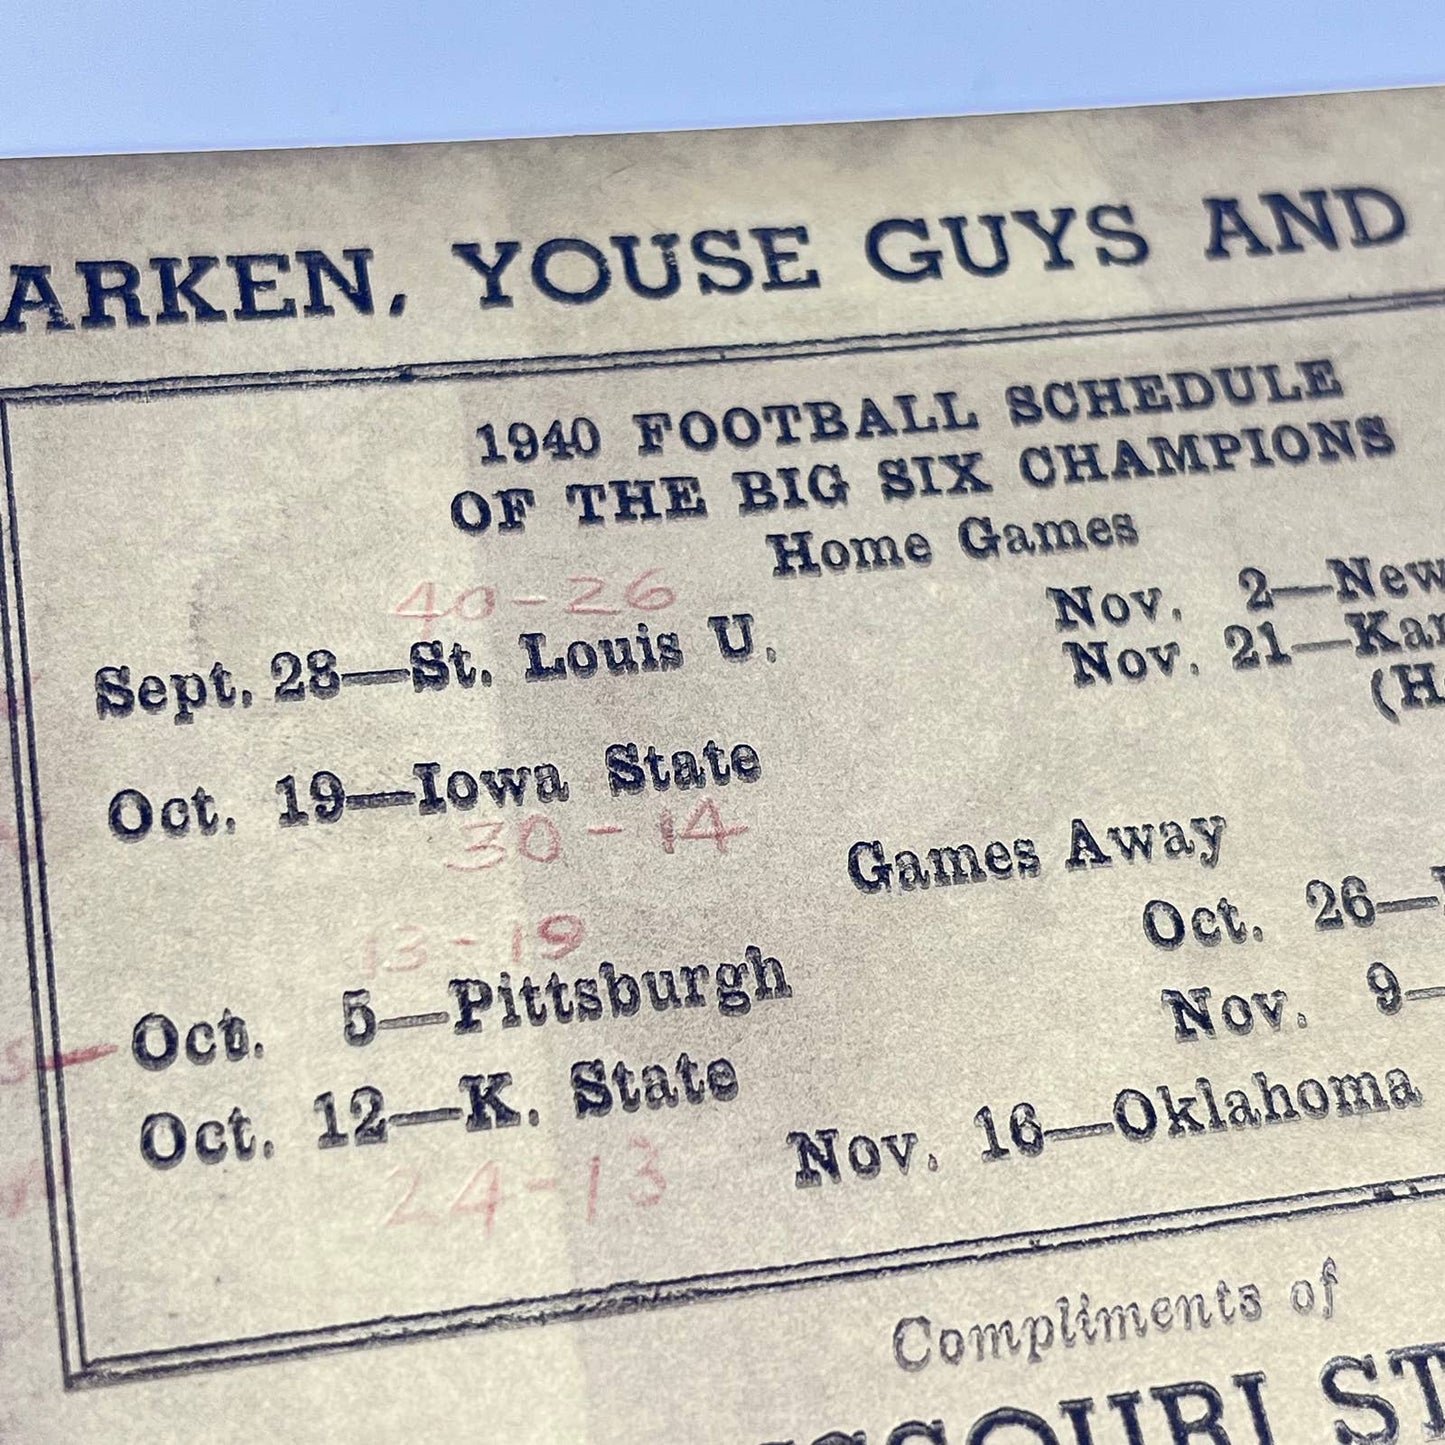 ARKEN, YOUSE GUYS AND
1940 FOOTBALL SCHEDULE
OF THE BIG SIX CHAMPIONS
Home Games
40-26
Sept. 28—St. Louis U.
Oct. 19—Iowa State
30-14
Nov. 2—New
Nov. 21—Kan
(H
Games Away
13-19
Oct. 5—Pittsburgh
Oct. 12—K. State
24-13
Oct. 26—
Nov. 9—
Nov. 16—Oklahoma
Compliments of
SSOURI ST